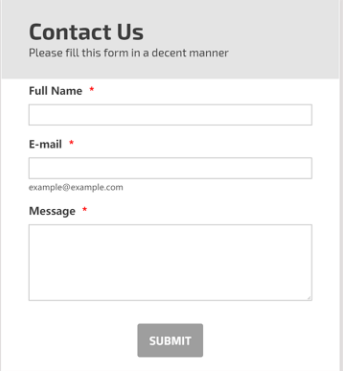 Contact Us
Please fill this form in a decent manner
Full Name *
E-mail *
example@example.com
Message *
SUBMIT